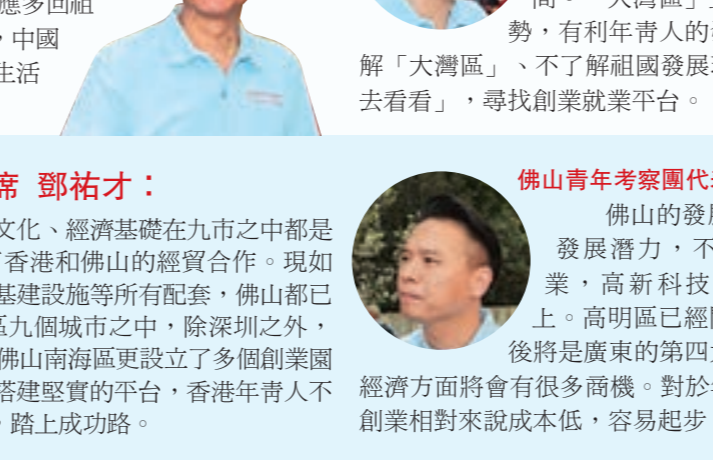 應多回祖
，中國
生活
勢，有利年靑人的
解「大灣區」、不了解祖國發展
去看看」，尋找創業就業平台。
席 鄧祐才：
文化、經濟基礎在九市之中都是
香港和佛山的經貿合作。現如
基建設施等所有配套，佛山都已
區九個城市之中，除深圳之外，
佛山南海區更設立了多個創業園
搭建堅實的平台，香港年靑人不
，踏上成功路。
佛山青年考察團代
佛山的發
發展潛力，不
業，高新科技
上。高明區已經
後將是廣東的第四
經濟方面將會有很多商機。對於
創業相對來說成本低，容易起步